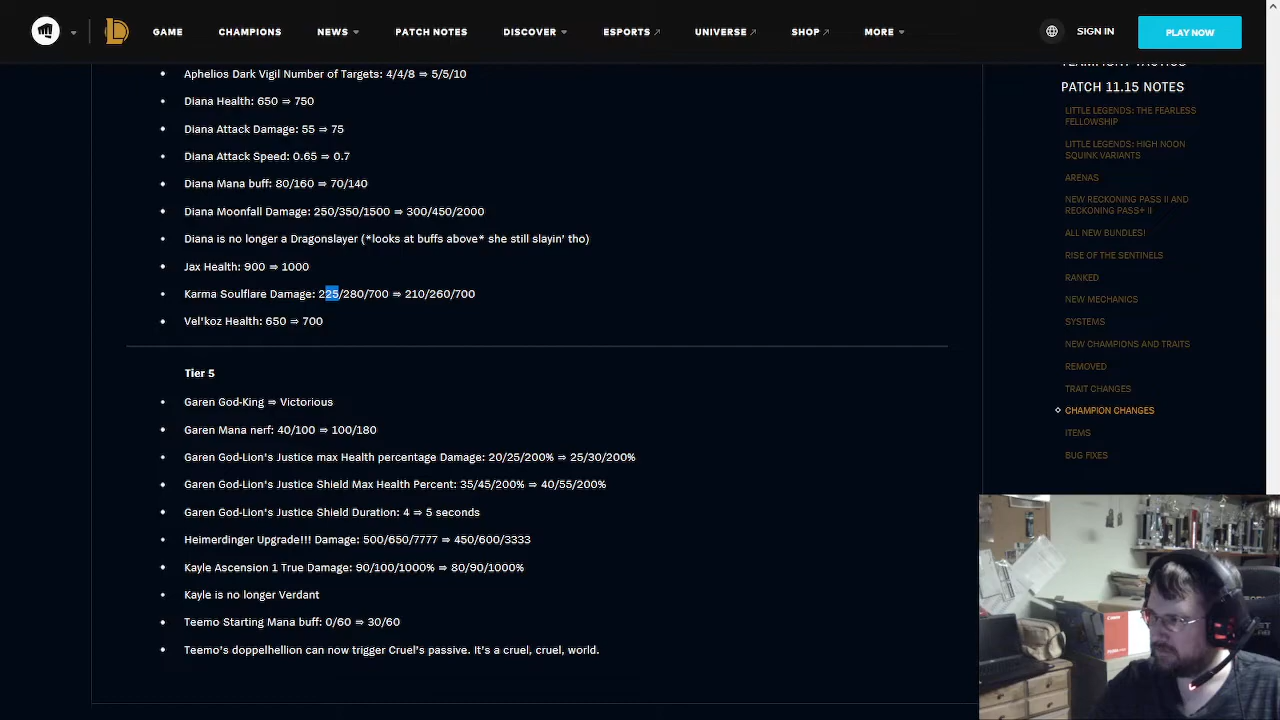 GAME
CHAMPIONS
NEWS
PATCH NOTES
DISCOVER
ESPORTS
UNIVERSE
SHOP
MORE
SIGN IN
PLAY NOW
Aphelios Dark Vigil Number of Targets: 4/4/8 ⇒ 5/5/10
Diana Health: 650 ⇒ 750
Diana Attack Damage: 55 ⇒ 75
Diana Attack Speed: 0.65 ⇒ 0.7
Diana Mana buff: 80/160 ⇒ 70/140
Diana Moonfall Damage: 250/350/1500 ⇒ 300/450/2000
Diana is no longer a Dragonslayer (*looks at buffs above* she still slayin' tho)
Jax Health: 900 ⇒ 1000
Karma Soulflare Damage: 225/280/700 ⇒ 210/260/700
Vel'koz Health: 650 ⇒ 700
Tier 5
Garen God-King ⇒ Victorious
Garen Mana nerf: 40/100 ⇒ 100/180
Garen God-Lion's Justice max Health percentage Damage: 20/25/200% ⇒ 25/30/200%
Garen God-Lion's Justice Shield Max Health Percent: 35/45/200% ⇒ 40/55/200%
Garen God-Lion's Justice Shield Duration: 4 ⇒ 5 seconds
Heimerdinger Upgrade!!! Damage: 500/650/7777 ⇒ 450/600/3333
Kayle Ascension 1 True Damage: 90/100/1000% ⇒ 80/90/1000%
Kayle is no longer Verdant
Teemo Starting Mana buff: 0/60 ⇒ 30/60
Teemo's doppelhellion can now trigger Cruel's passive. It's a cruel, cruel, world.
TEAMFIGHT TACTICS
PATCH 11.15 NOTES
LITTLE LEGENDS: THE FEARLESS
FELLOWSHIP
LITTLE LEGENDS: HIGH NOON
SQUINK VARIANTS
ARENAS
NEW RECKONING PASS II AND
RECKONING PASS+ II
ALL NEW BUNDLES!
RISE OF THE SENTINELS
RANKED
NEW MECHANICS
SYSTEMS
NEW CHAMPIONS AND TRAITS
REMOVED
TRAIT CHANGES
CHAMPION CHANGES
ITEMS
BUG FIXES